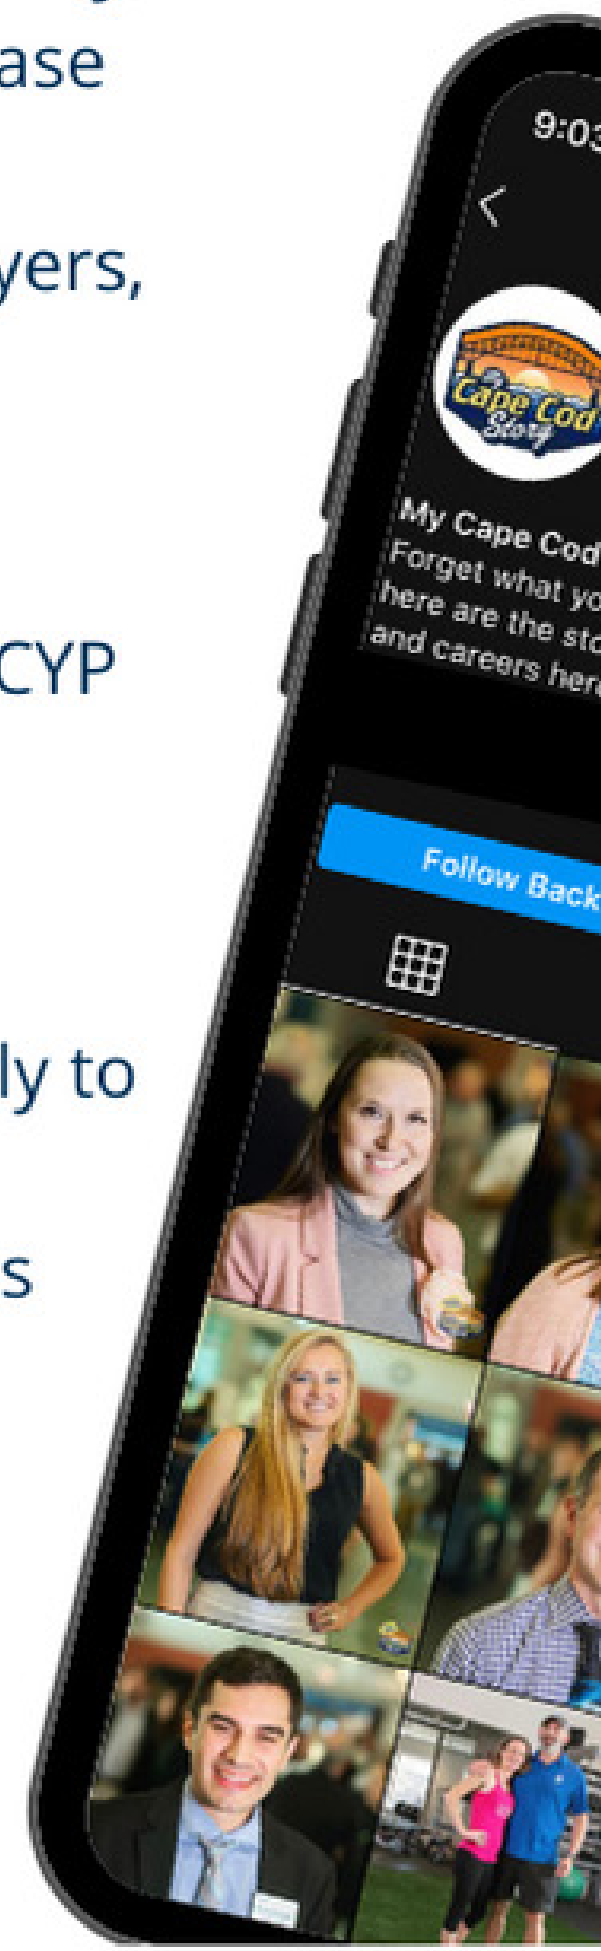 ase
yers,
CYP
ly to
s
9:03
Cape Cod
Story
My Cape Cod
Forget what yo
here are the sto
and careers here
Follow Back